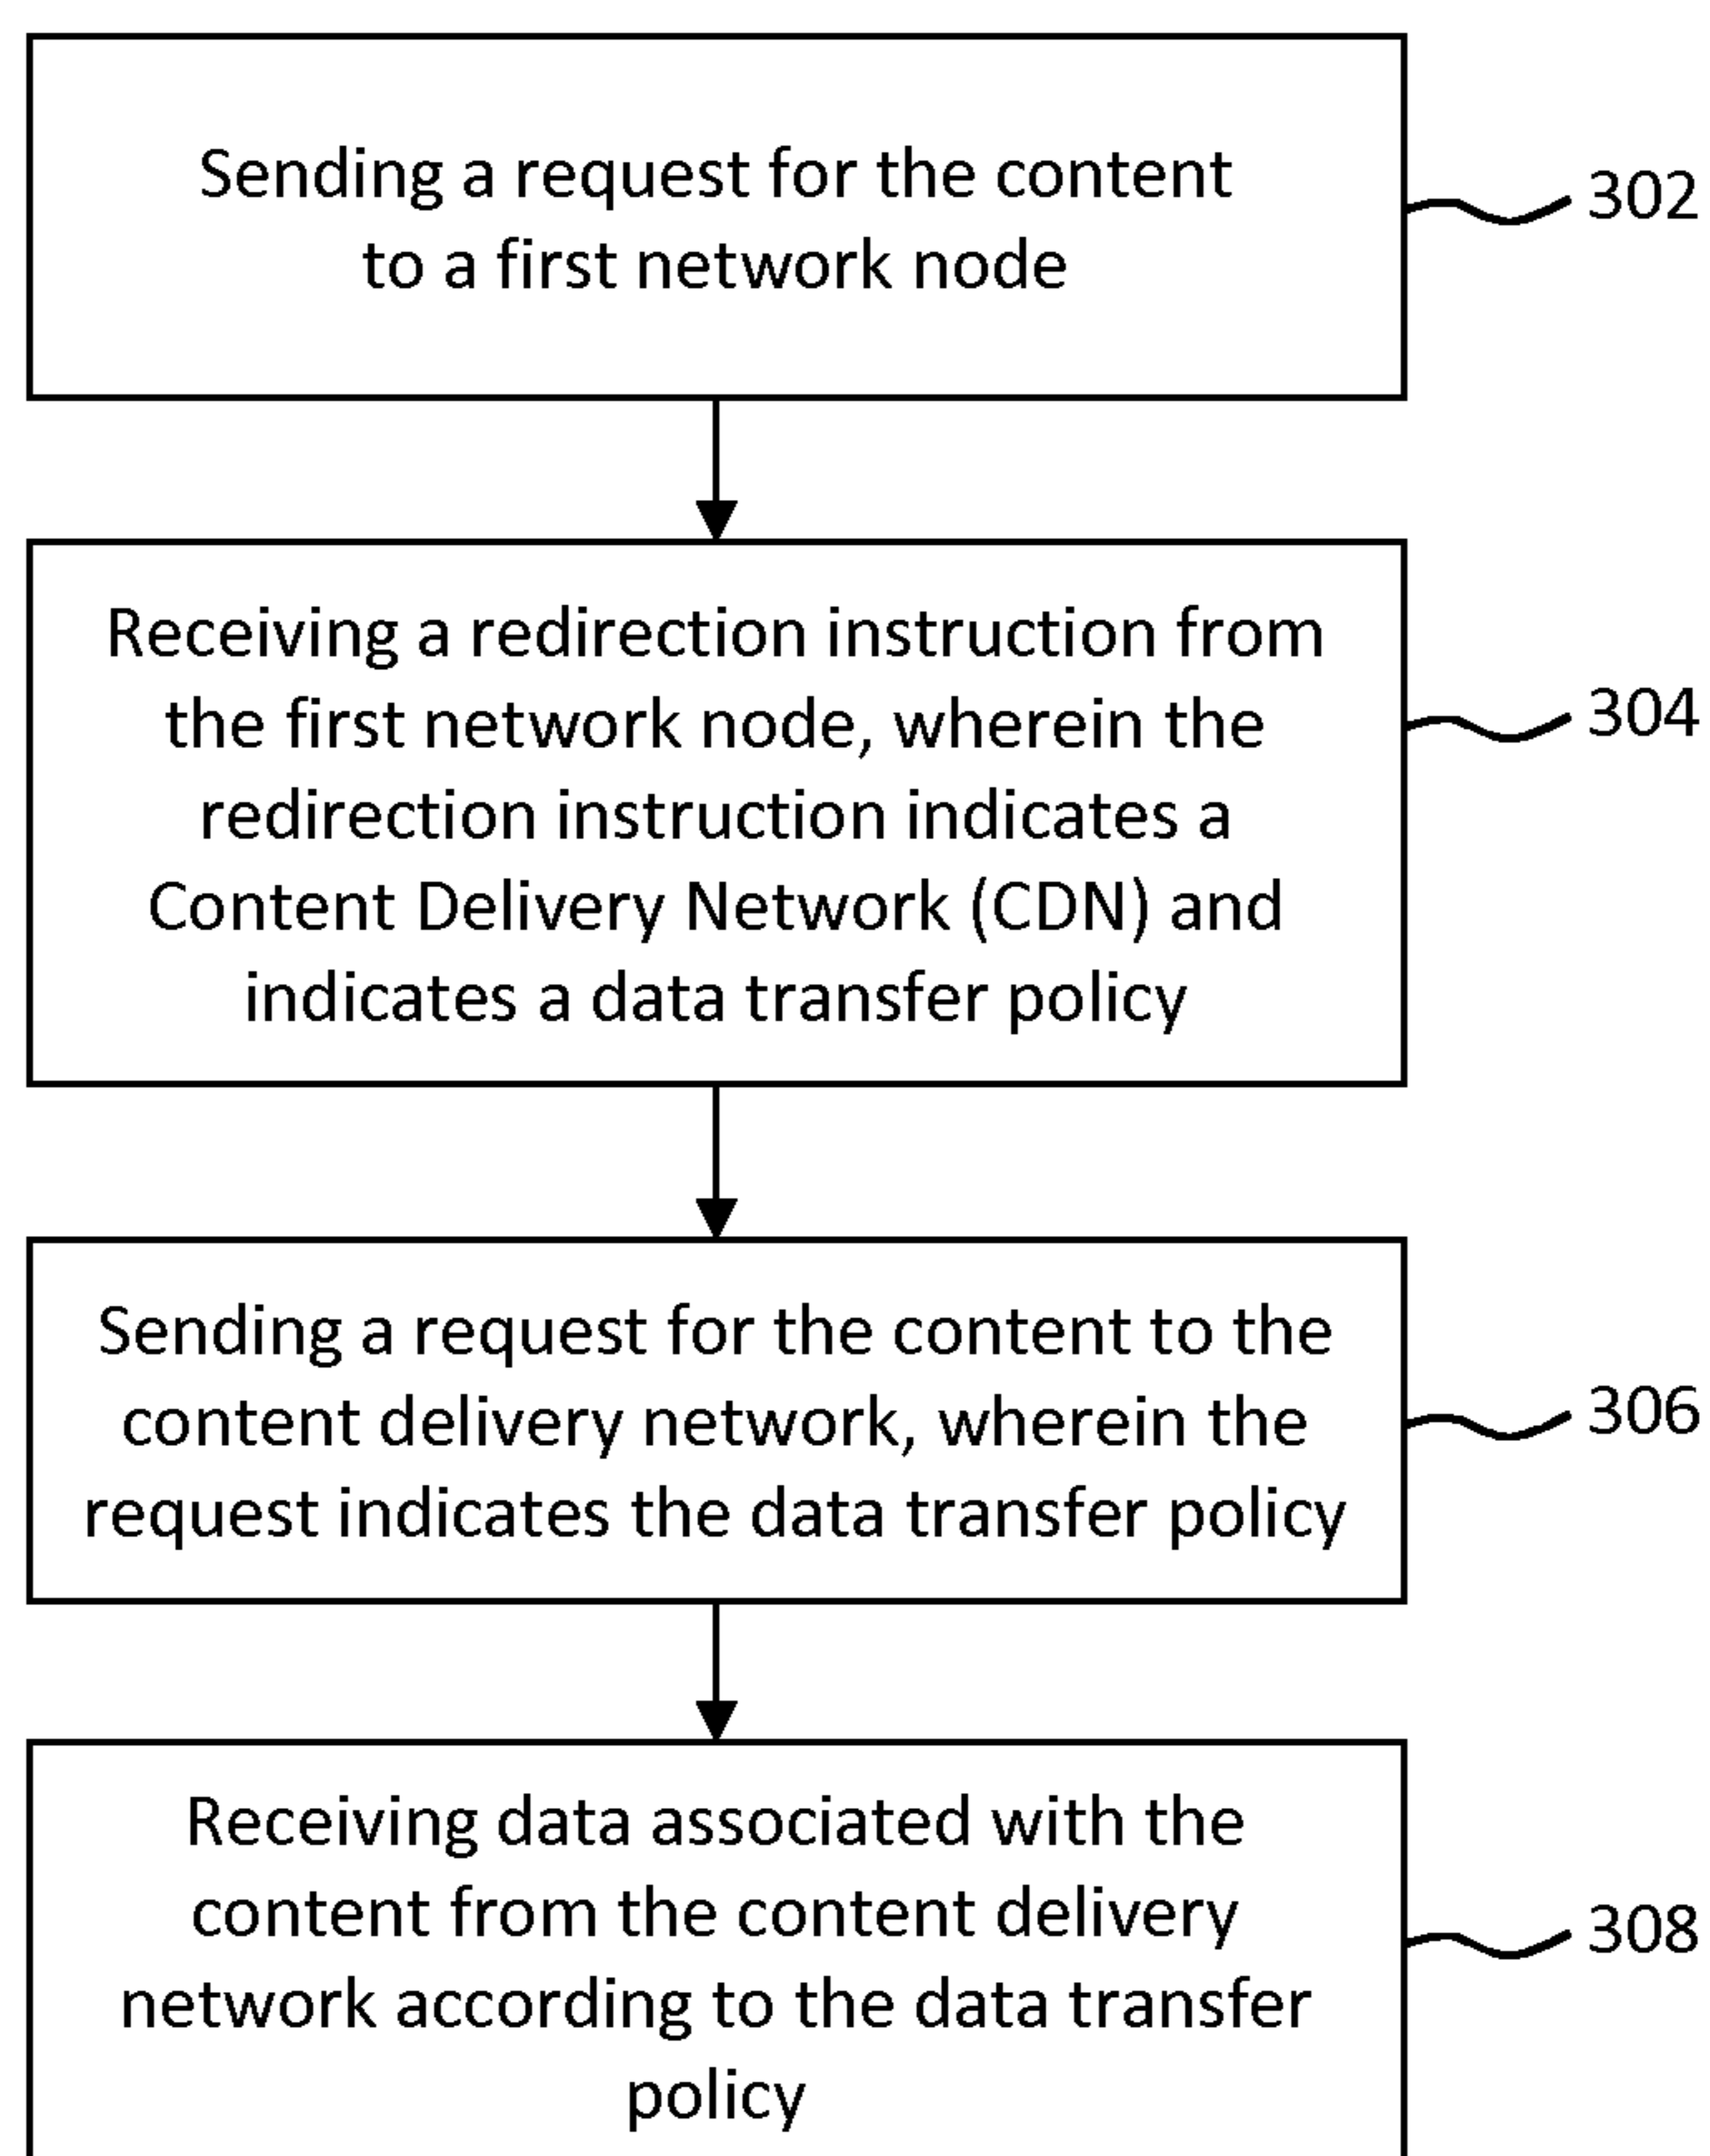 Sending a request for the content
to a first network node
302
Receiving a redirection instruction from
the first network node, wherein the
redirection instruction indicates a
Content Delivery Network (CDN) and
indicates a data transfer policy
304
Sending a request for the content to the
content delivery network, wherein the
request indicates the data transfer policy
306
Receiving data associated with the
content from the content delivery
network according to the data transfer
policy
308